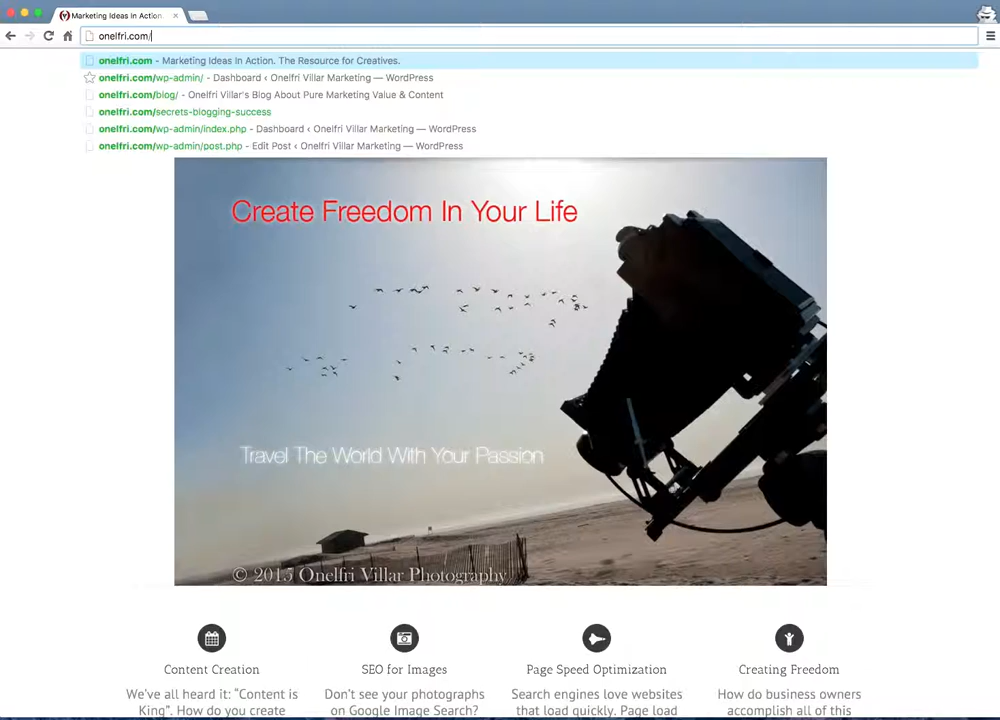 Marketing Ideas In Action.
onelfri.com/
onelfri.com - Marketing Ideas In Action. The Resource for Creatives.
onelfri.com/wp-admin/ - Dashboard ‹ Onelfri Villar Marketing — WordPress
onelfri.com/blog/ - Onelfri Villar's Blog About Pure Marketing Value & Content
onelfri.com/secrets-blogging-success
onelfri.com/wp-admin/index.php - Dashboard ‹ Onelfri Villar Marketing — WordPress
onelfri.com/wp-admin/post.php - Edit Post ‹ Onelfri Villar Marketing — WordPress
Create Freedom In Your Life
Travel The World With Your Passion
© 2015 Onelfri Villar Photography
Content Creation
We've all heard it: “Content is
King”. How do you create
SEO for Images
Don't see your photographs
on Google Image Search?
Page Speed Optimization
Search engines love websites
that load quickly. Page load
Creating Freedom
How do business owners
accomplish all of this